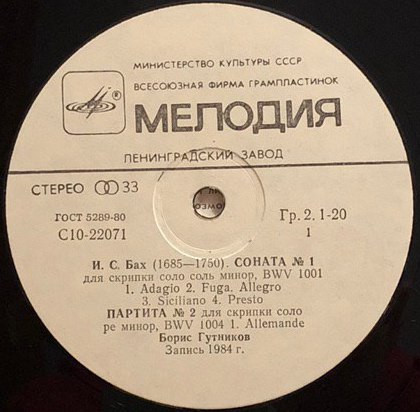 МИНИСТЕРСТВО КУЛЬТУРЫ СССР
ВСЕСОЮЗНАЯ ФИРМА ГРАМПЛАСТИНОК
МЕЛОДИЯ
ЛЕНИНГРАДСКИЙ ЗАВОД
СТЕРЕО 33
ГОСТ 5289-80
Гр. 2. 1-20
С10-22071
1
И. С. Бах (1685—1750). СОНАТА № 1
для скрипки соло соль минор, BWV 1001
1. Adagio 2. Fuga. Allegro
3. Siciliano 4. Presto
ПАРТИТА № 2 для скрипки соло
ре минор, BWV 1004 1. Allemande
Борис Гутников
Запись 1984 г.